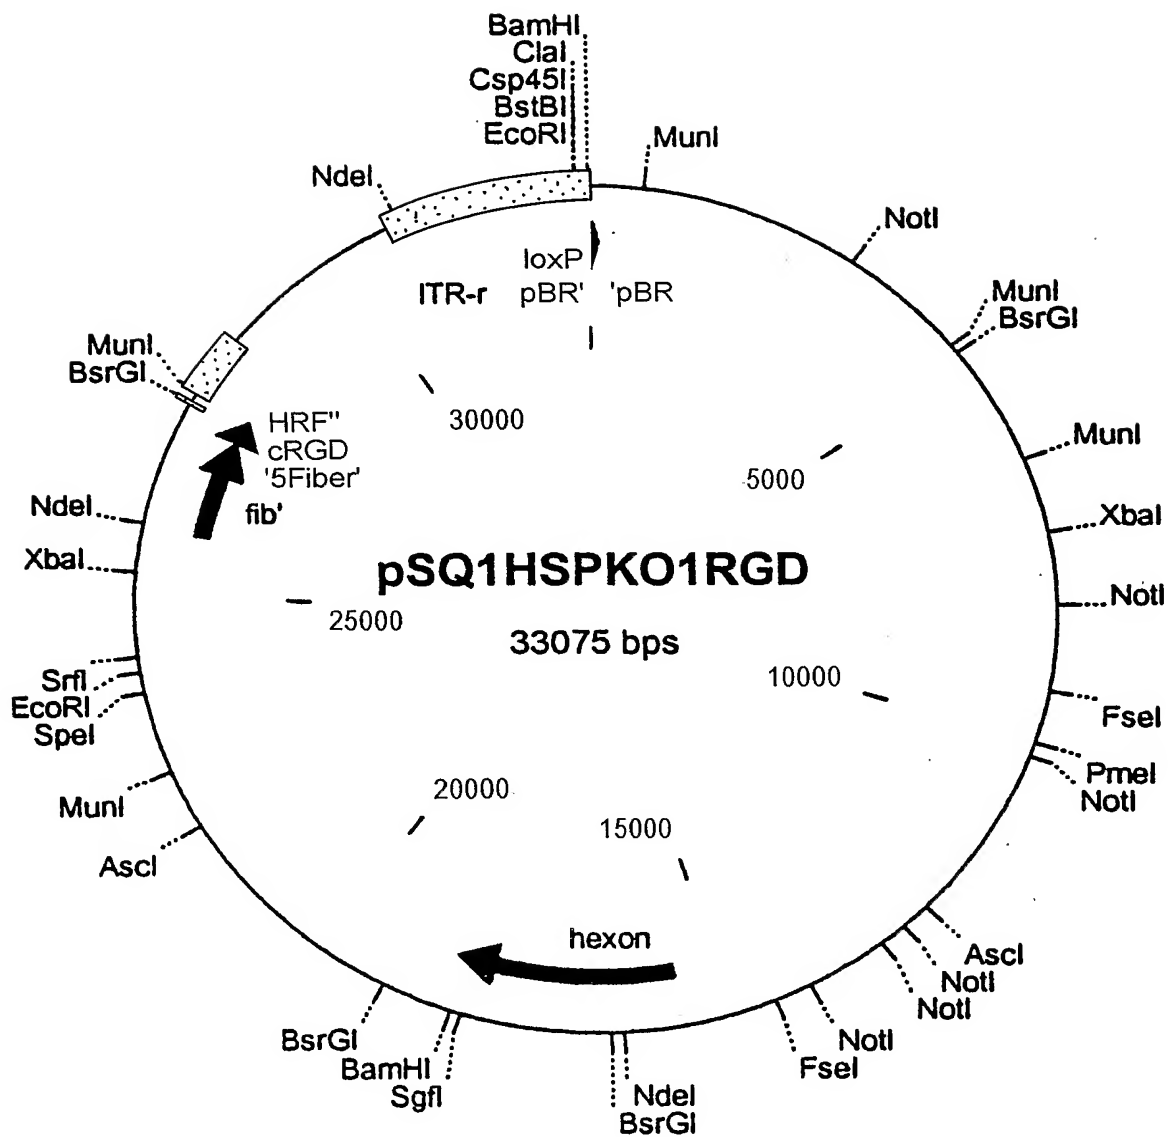 BamHI
ClaI
Csp45I
BstBI
EcoRI
MunI
NdeI
NotI
loxP
ITR-r pBR' 'pBR
MunI
BsrGI
MunI
BsrGI
30000
HRF"
cRGD
'5Fiber'
fib'
MunI
5000
NdeI
XbaI
XbaI
pSQ1HSPKO1RGD
NotI
25000
33075 bps
10000
SrfI
EcoRI
SpeI
FseI
PmeI
NotI
MunI
20000
15000
AscI
hexon
AscI
NotI
NotI
BsrGI
BamHI
SgfI
NotI
FseI
NdeI
BsrGI